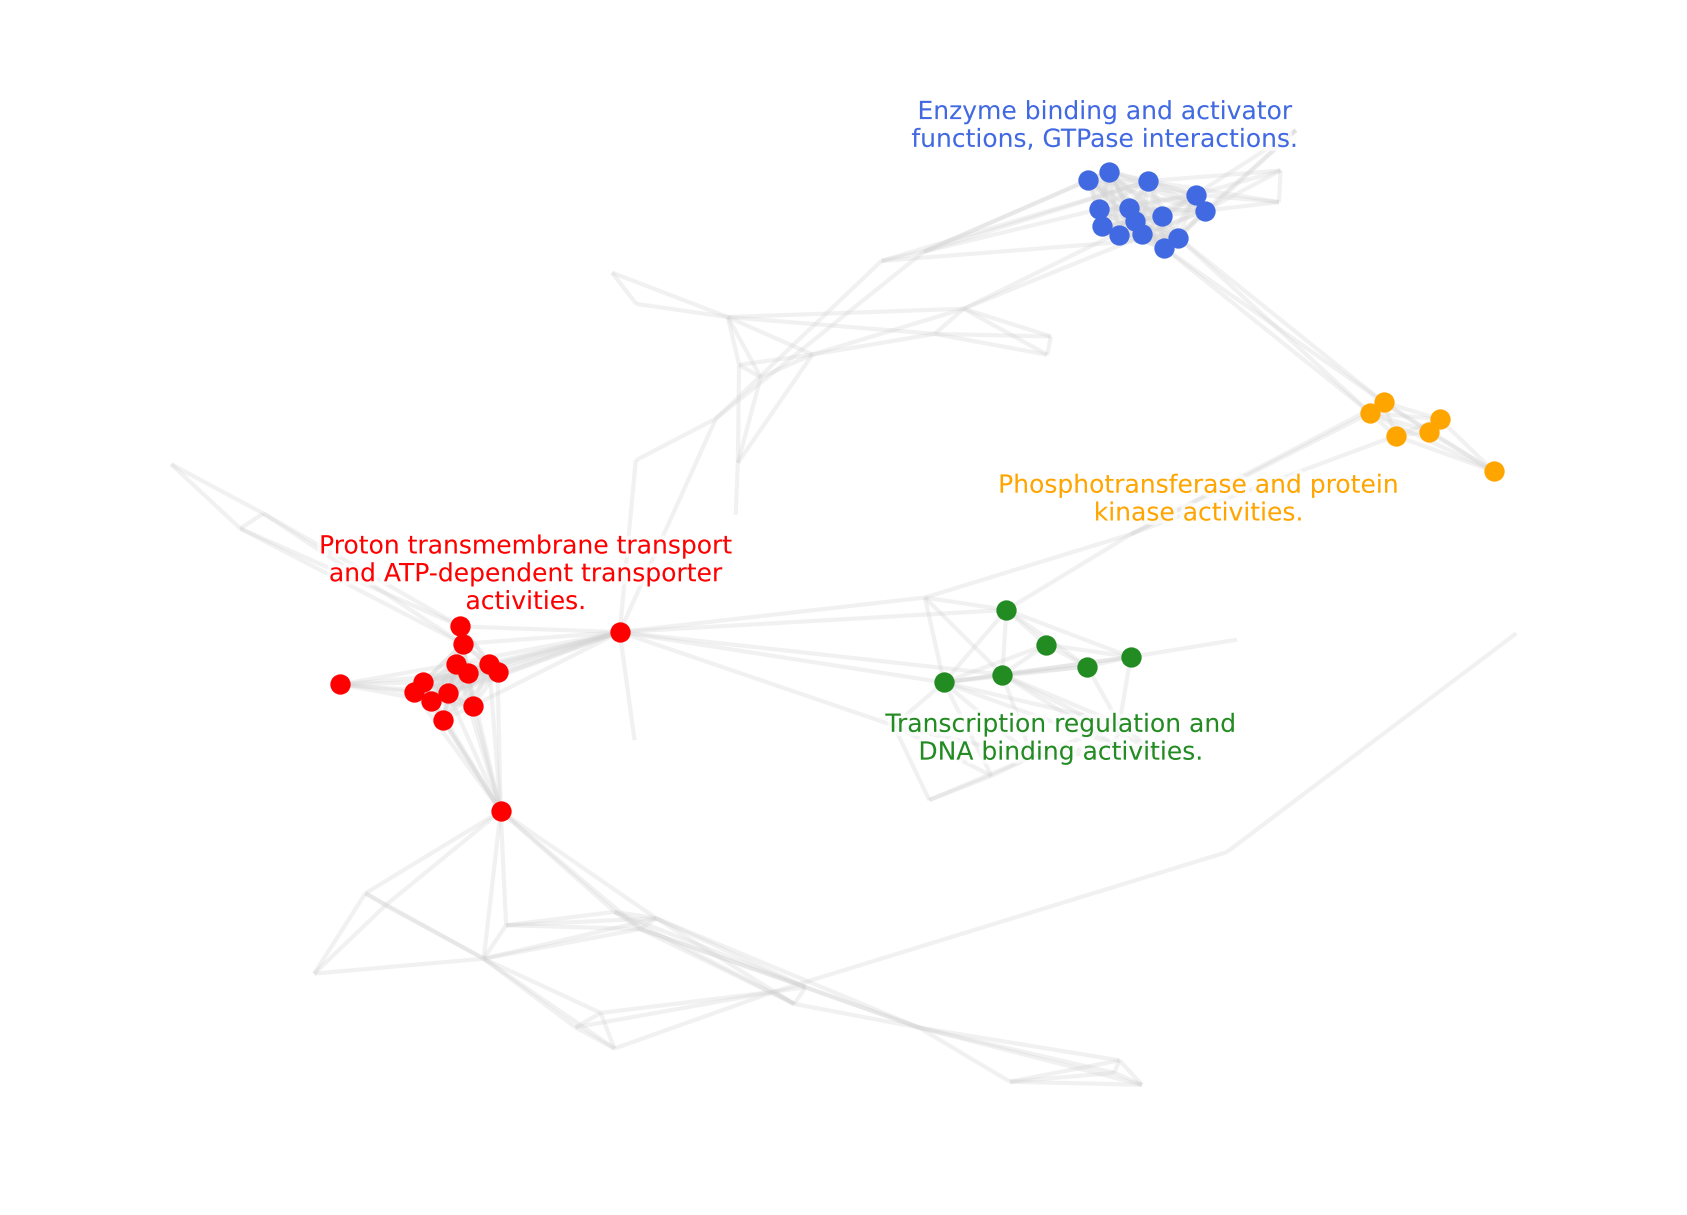 Enzyme binding and activator
functions, GTPase interactions.
Phosphotransferase and protein
kinase activities.
Proton transmembrane transport
and ATP-dependent transporter
activities.
Transcription regulation and
DNA binding activities.